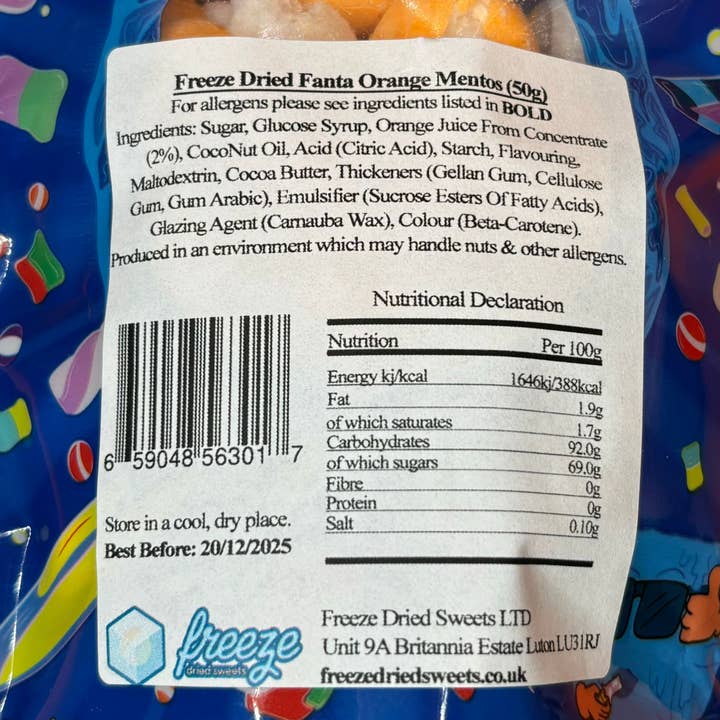 Freeze Dried Fanta Orange Mentos (50g)
For allergens please see ingredients listed in BOLD
Ingredients: Sugar, Glucose Syrup, Orange Juice From Concentrate
(2%), CocoNut Oil, Acid (Citric Acid), Starch, Flavouring,
Maltodextrin, Cocoa Butter, Thickeners (Gellan Gum, Cellulose
Gum, Gum Arabic), Emulsifier (Sucrose Esters Of Fatty Acids),
Glazing Agent (Carnauba Wax), Colour (Beta-Carotene).
Produced in an environment which may handle nuts & other allergens.
Nutritional Declaration
Nutrition Per 100g
Energy kj/kcal 1646kj/388kcal
Fat 1.9g
of which saturates 1.7g
Carbohydrates 92.0g
of which sugars 69.0g
Fibre 0g
Protein 0g
Salt 0.10g
6 59048 56301 7
Store in a cool, dry place.
Best Before: 20/12/2025
freeze
dried sweets
Freeze Dried Sweets LTD
Unit 9A Britannia Estate Luton LU3 1RJ
freezedriedsweets.co.uk